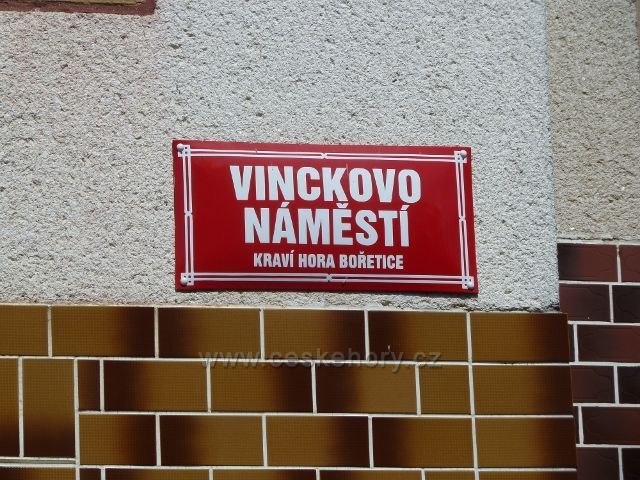 VINCKOVO
NÁMĚSTÍ
KRAVÍ HORA BOŘETICE
www.ceskehory.cz